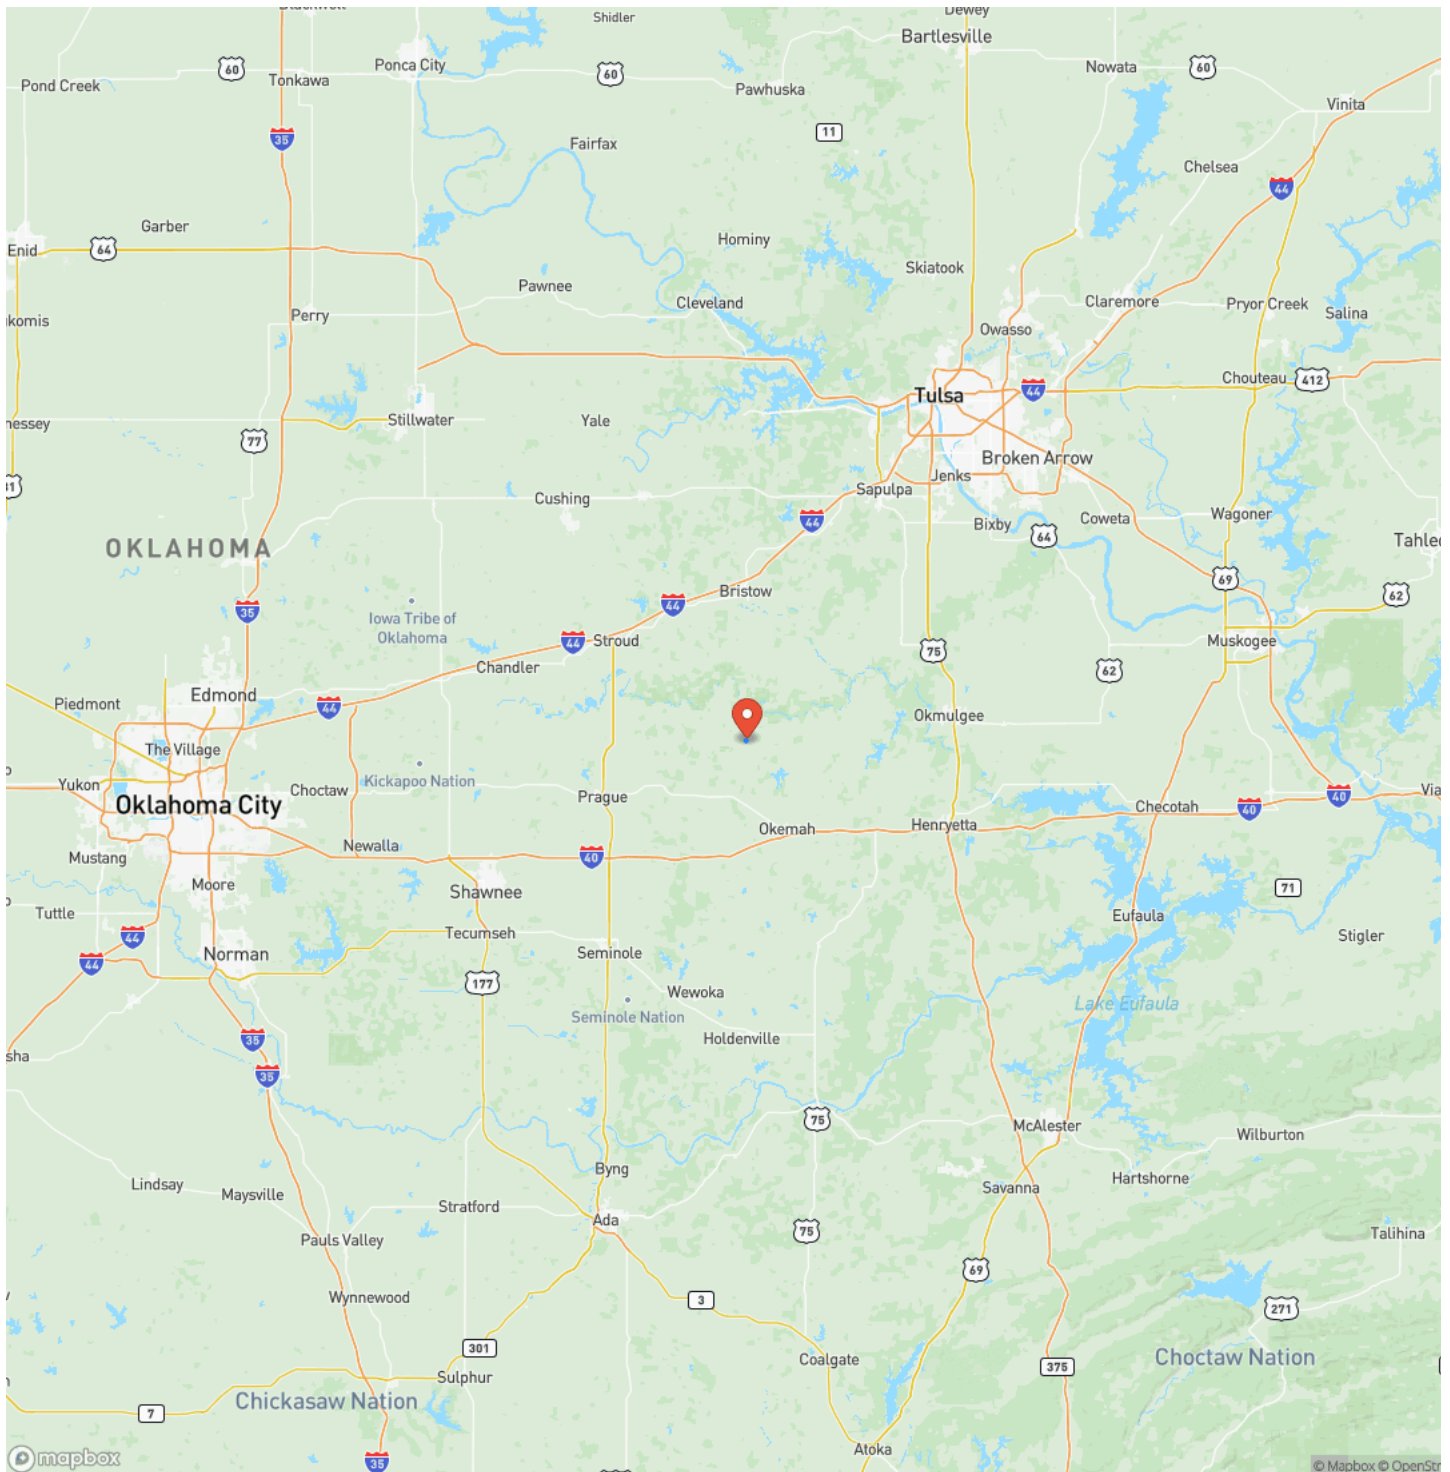 Blackwell
Shidler
Dewey
Bartlesville
60
Ponca City
60
Tonkawa
Pond Creek
Pawhuska
Nowata
60
Vinita
35
11
Fairfax
Chelsea
44
Garber
Enid
64
Hominy
Skiatook
Pawnee
Cleveland
Claremore
Pryor Creek
Salina
ukomis
Perry
Owasso
Chouteau
412
Tulsa
44
nessey
77
Stillwater
Yale
Broken Arrow
Jenks
Sapulpa
81
Cushing
44
Bixby
64
Coweta
Wagoner
OKLAHOMA
Tahle
69
62
Bristow
35
Iowa Tribe of
Oklahoma
44
44
Stroud
Chandler
75
62
Muskogee
Edmond
Piedmont
44
Okmulgee
The Village
Yukon
Choctaw
Kickapoo Nation
Oklahoma City
Prague
Checotah
40
40
Via
Okemah
Henryetta
Mustang
Newalla
40
Moore
Shawnee
71
Tuttle
Eufaula
44
Tecumseh
Stigler
44
Norman
Seminole
177
Wewoka
Lake Eufaula
Seminole Nation
35
sha
Holdenville
35
75
McAlester
Wilburton
Byng
Hartshorne
Lindsay
Maysville
Savanna
Stratford
Ada
75
Talihina
Pauls Valley
69
Wynnewood
3
271
301
Coalgate
375
Choctaw Nation
Sulphur
Chickasaw Nation
7
Atoka
35
mapbox
© Mapbox © OpenStr